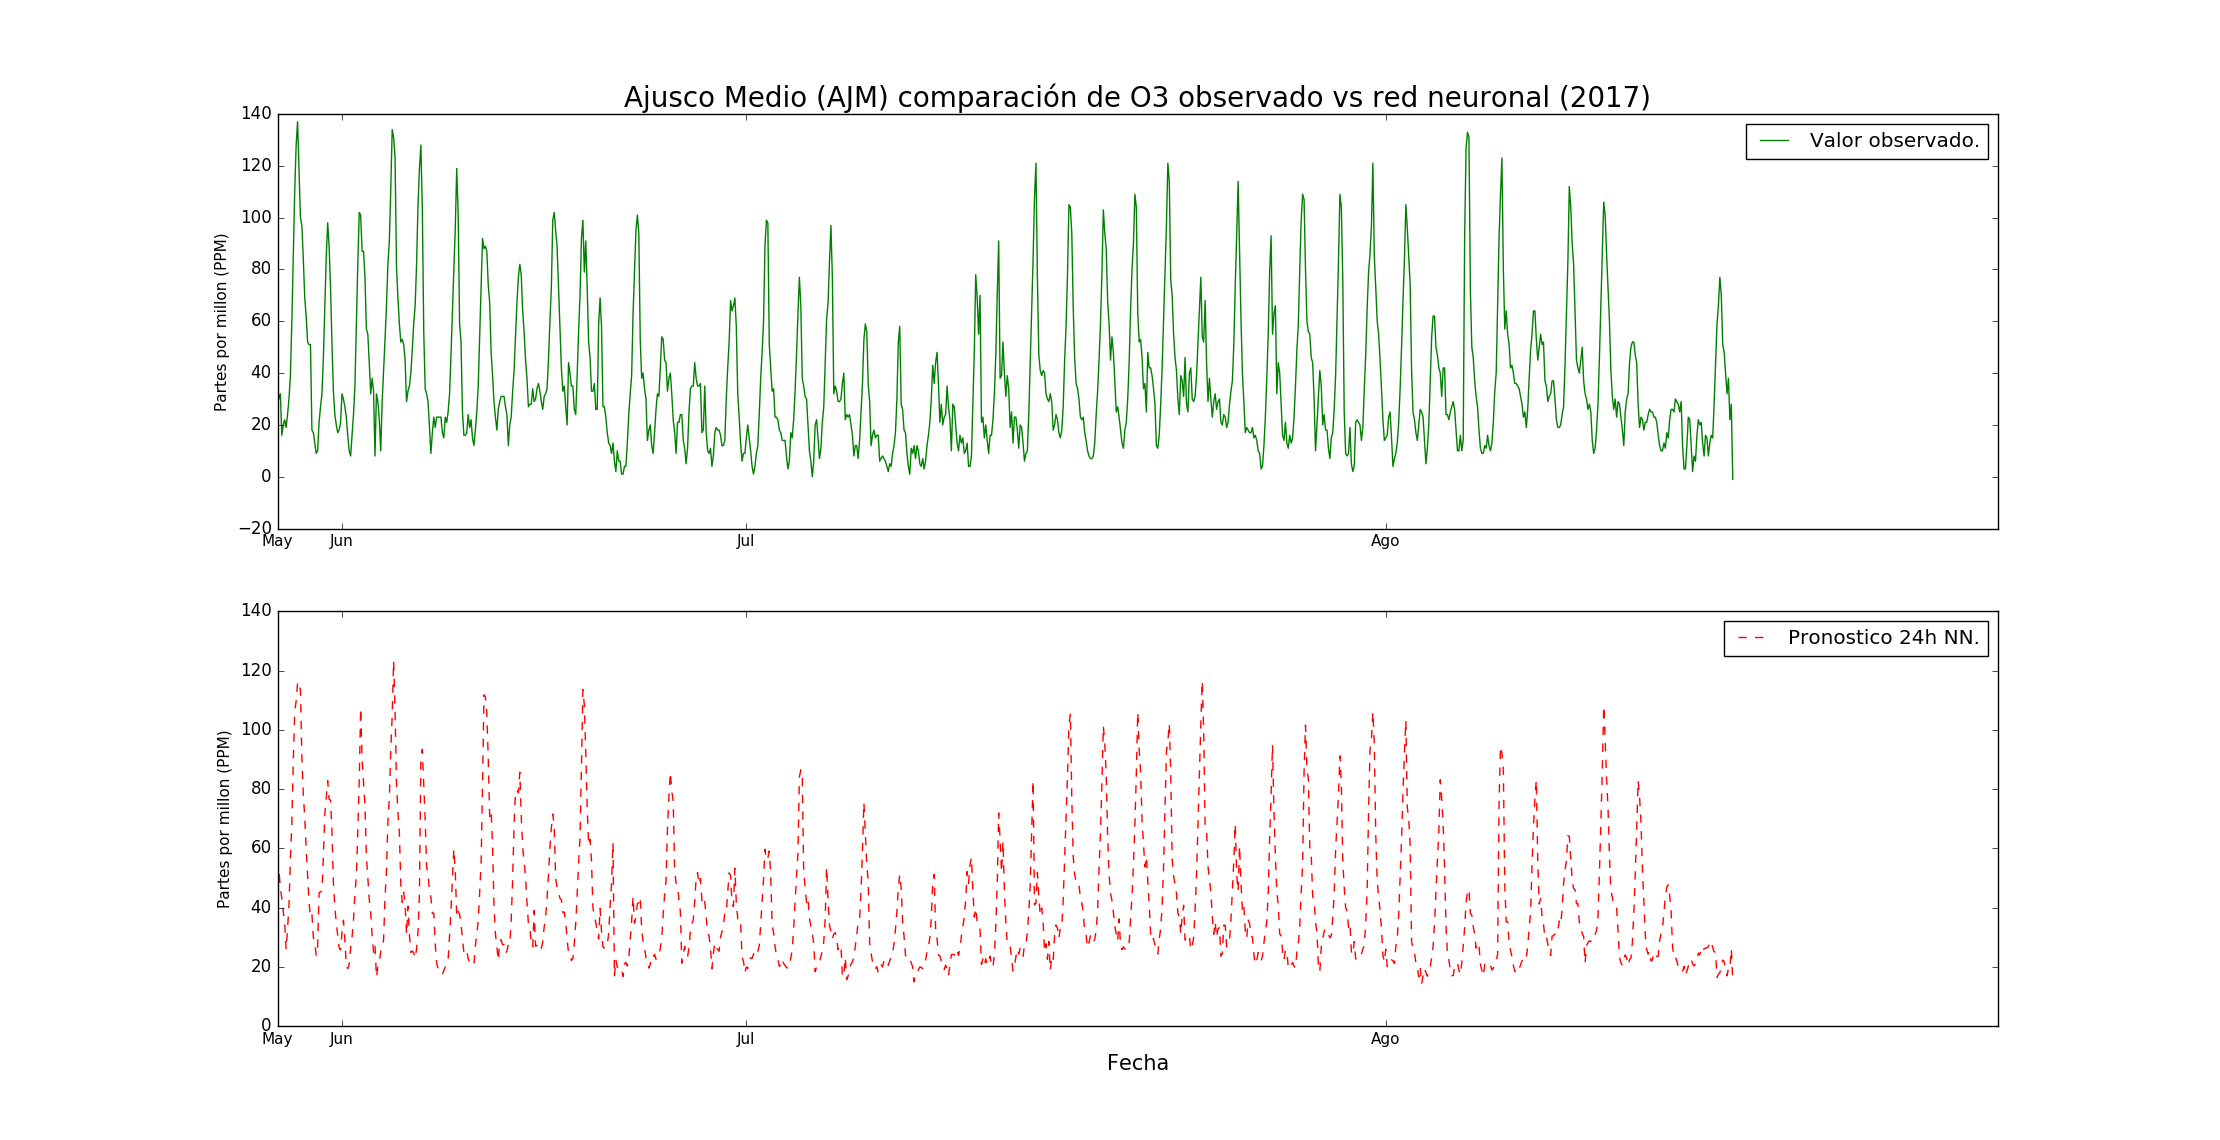 Ajusco Medio (AJM) comparación de O3 observado vs red neuronal (2017)
140
120
100
80
60
40
20
0
−20
Partes por millon (PPM)
Valor observado.
May Jun Jul Ago
140
120
100
80
60
40
20
0
Partes por millon (PPM)
Pronostico 24h NN.
May Jun Jul Ago
Fecha